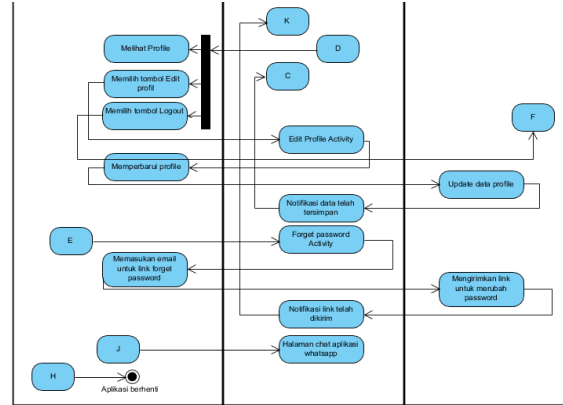 K
Melihat Profile
D
C
Memilih tombol Edit
profil
Memilih tombol Logout
F
Edit Profile Activity
Memperbarui profile
Update data profile
Notifikasi data telah
tersimpan
E
Forget password
Activity
Memasukan email
untuk link forget
password
Mengirimkan link
untuk merubah
password
Notifikasi link telah
dikirim
J
Halaman chat aplikasi
whatsapp
H
Aplikasi berhenti